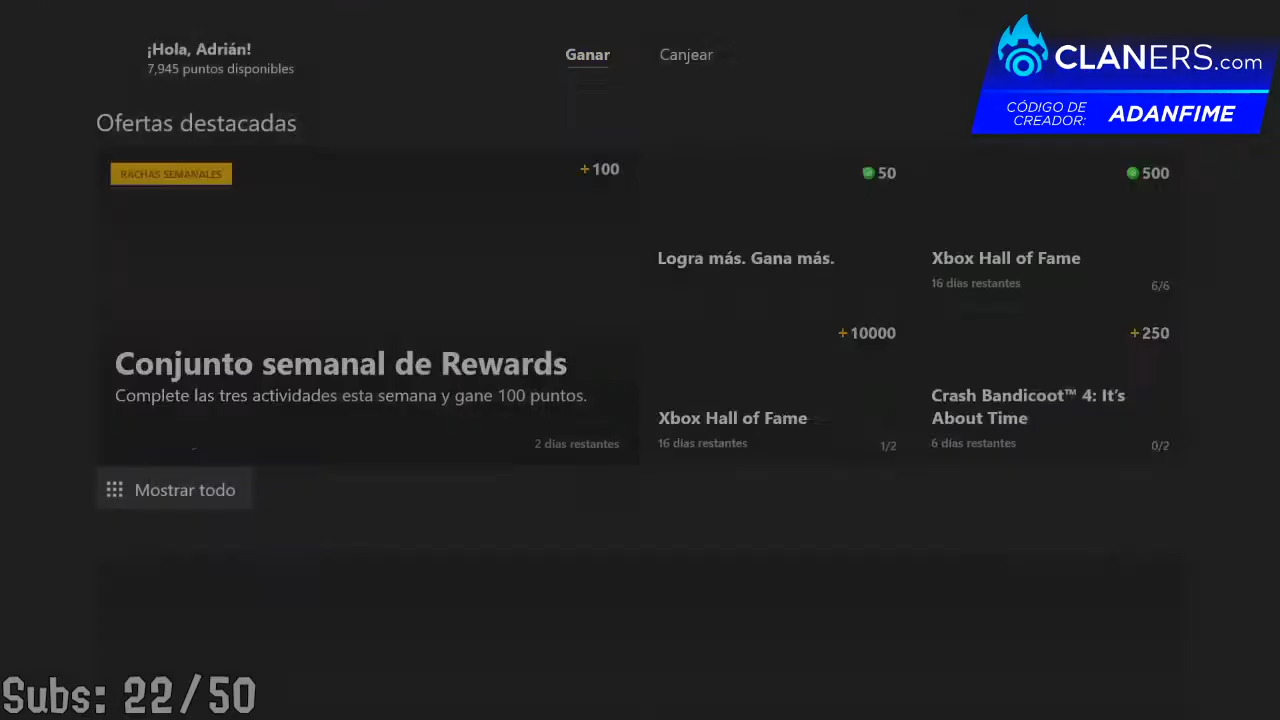 ¡Hola, Adrián!
7,945 puntos disponibles
Ganar
Canjear
CLANERS.com
CÓDIGO DE
CREADOR:
ADANFIME
Ofertas destacadas
RACHAS SEMANALES
+100
50
500
Logra más. Gana más.
Xbox Hall of Fame
16 días restantes
6/6
+10000
+250
Conjunto semanal de Rewards
Complete las tres actividades esta semana y gane 100 puntos.
2 días restantes
Xbox Hall of Fame
16 días restantes
1/2
Crash Bandicoot™ 4: It's
About Time
6 días restantes
0/2
Mostrar todo
Subs: 22/50